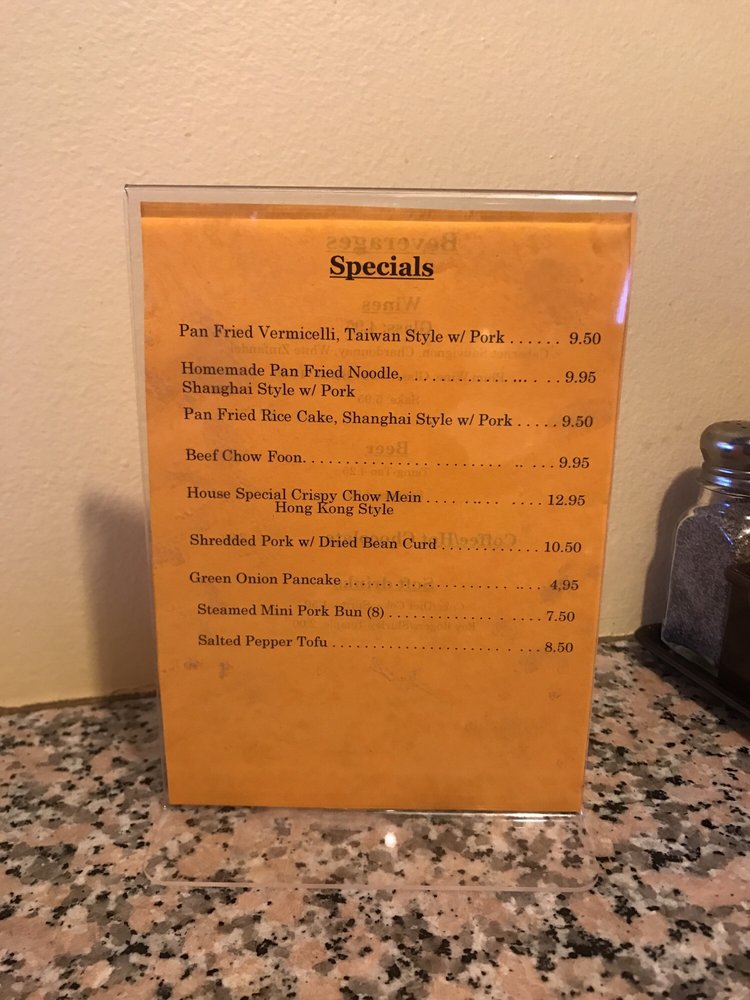 Specials
Pan Fried Vermicelli, Taiwan Style w/ Pork . . . . . . 9.50
Homemade Pan Fried Noodle, . . . . . . . . . . . ... . . . 9.95
Shanghai Style w/ Pork
Pan Fried Rice Cake, Shanghai Style w/ Pork . . . . . 9.50
Beef Chow Foon. . . . . . . . . . . . . . . . . . . . . . .. . . . 9.95
House Special Crispy Chow Mein . . . . . .. . . . . . . 12.95
Hong Kong Style
Shredded Pork w/ Dried Bean Curd . . . . . . . . . . . . 10.50
Green Onion Pancake . . . . . . . . . . . . . . . . . . .. . . . 4,95
Steamed Mini Pork Bun (8) . . . . . . . . . . . . . . . . . . 7.50
Salted Pepper Tofu . . . . . . . . . . . . . . . . . . . . . . . . 8.50
Beverages
Wines
Beer